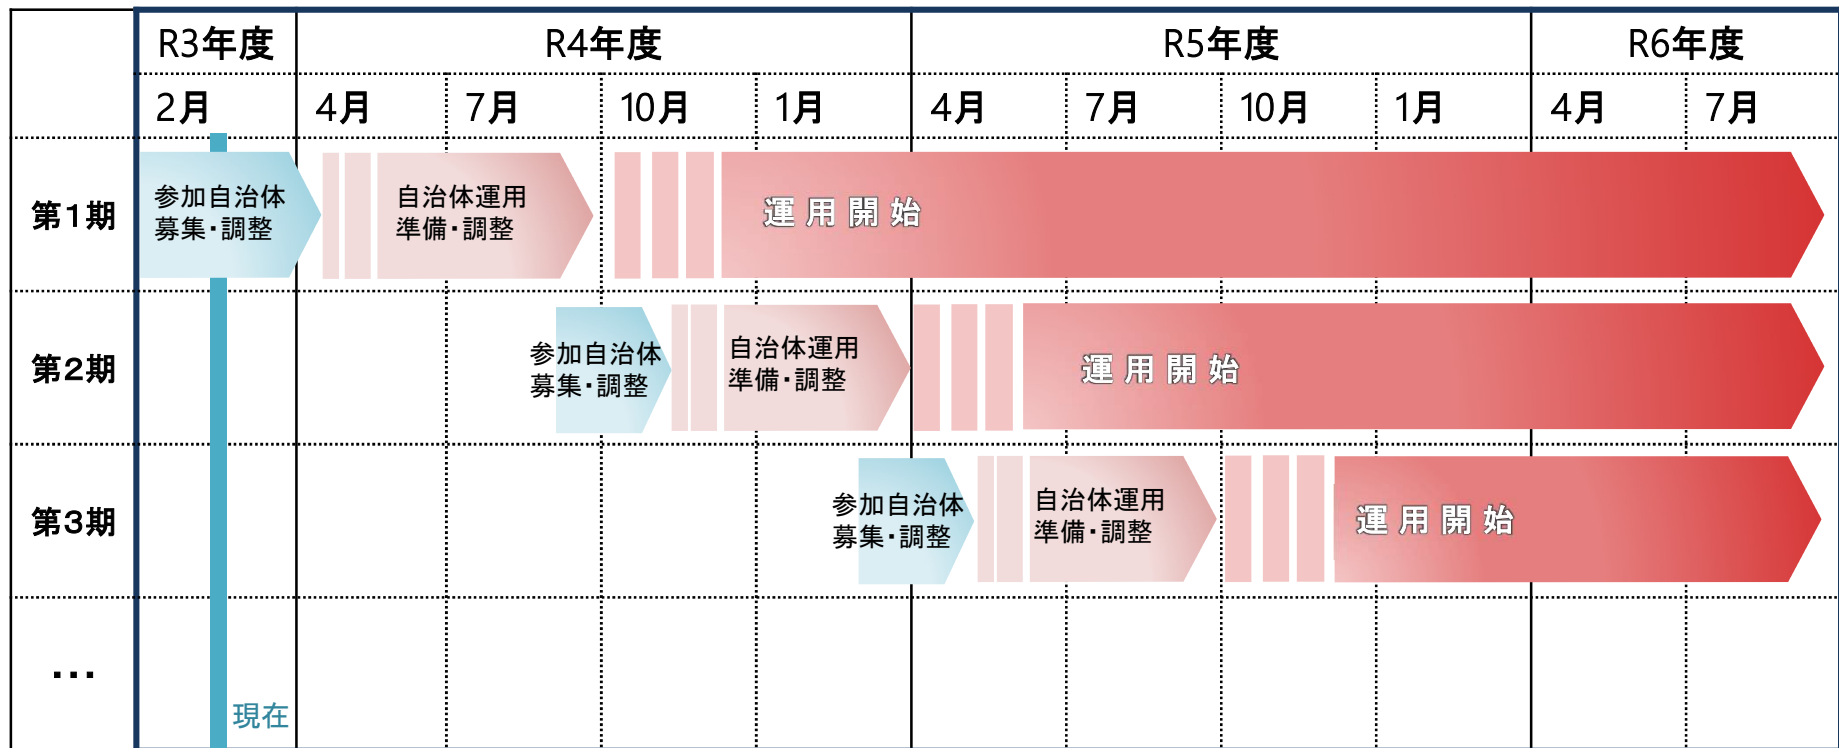 R3年度 R4年度 R5年度 R6年度
2月 4月 7月 10月 1月 4月 7月 10月 1月 4月 7月
第1期
参加自治体
募集・調整
自治体運用
準備・調整
運用開始
第2期
参加自治体
募集・調整
自治体運用
準備・調整
運用開始
第3期
参加自治体
募集・調整
自治体運用
準備・調整
運用開始
…
現在